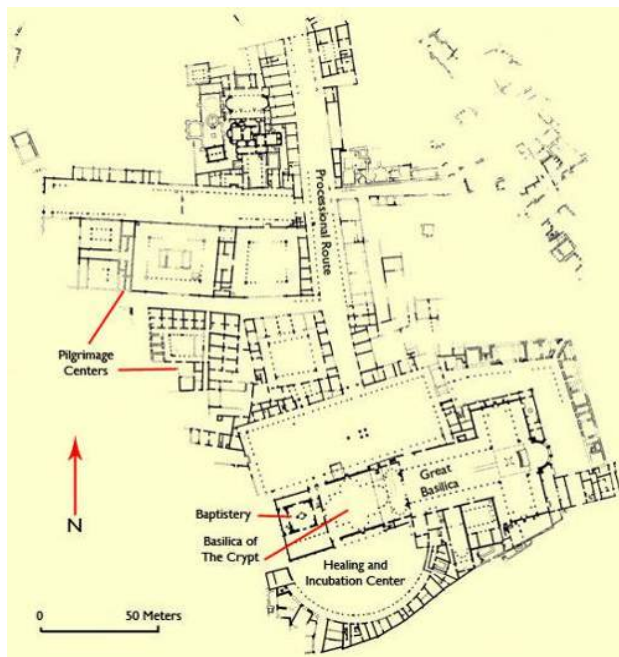 Processional Route
Pilgrimage
Centers
N
Great
Basilica
Baptistery
Basilica of
The Crypt
Healing and
Incubation Center
0
50 Meters